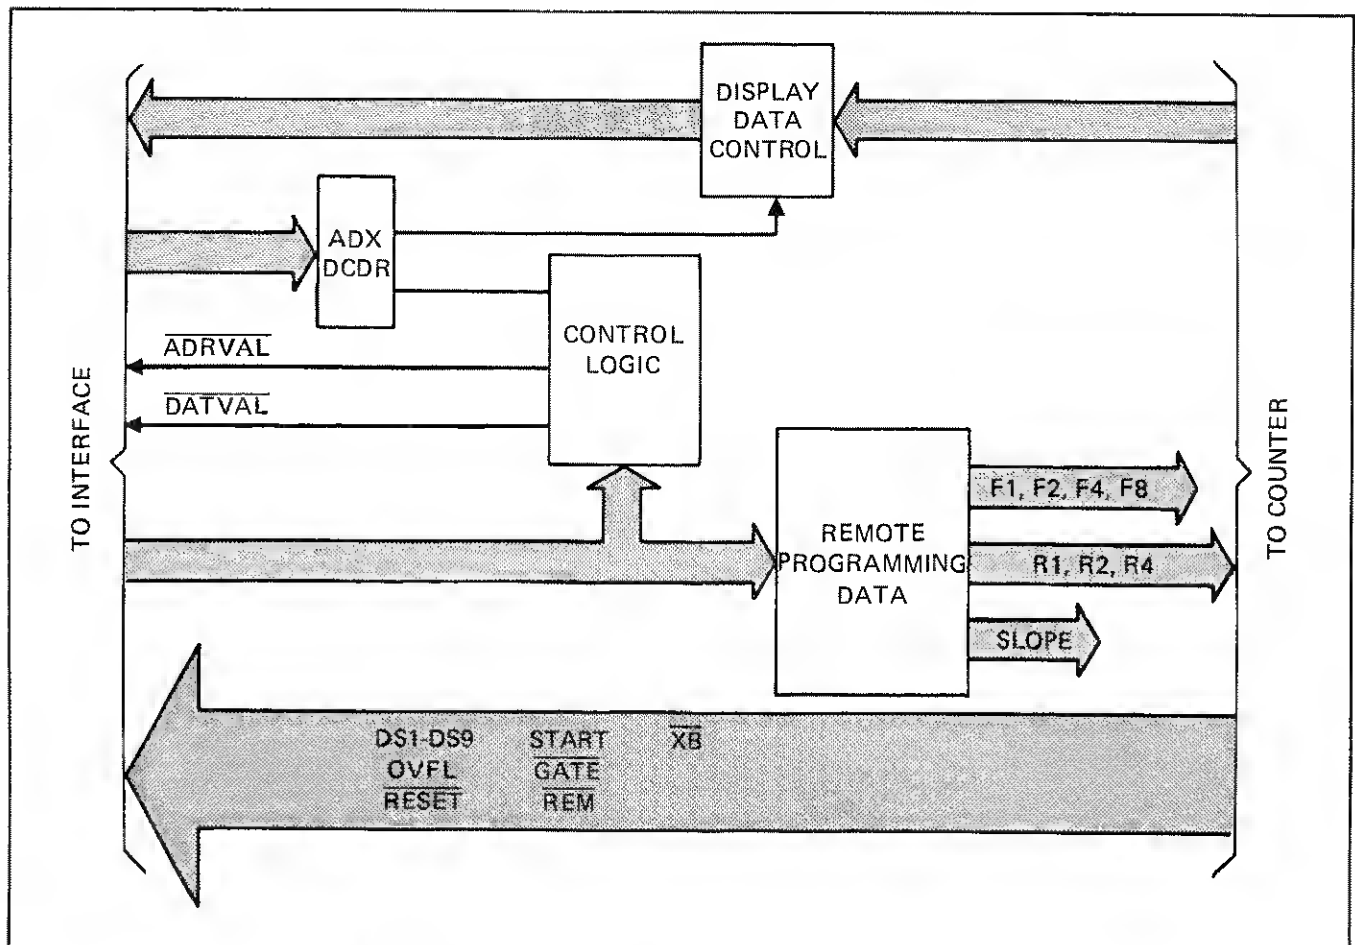 DISPLAY
DATA
CONTROL
ADX
DCDR
CONTROL
LOGIC
ADRVAL
DATVAL
TO INTERFACE
TO COUNTER
REMOTE
PROGRAMMING
DATA
F1, F2, F4, F8
R1, R2, R4
SLOPE
DS1-DS9 START XB
OVFL GATE
RESET REM